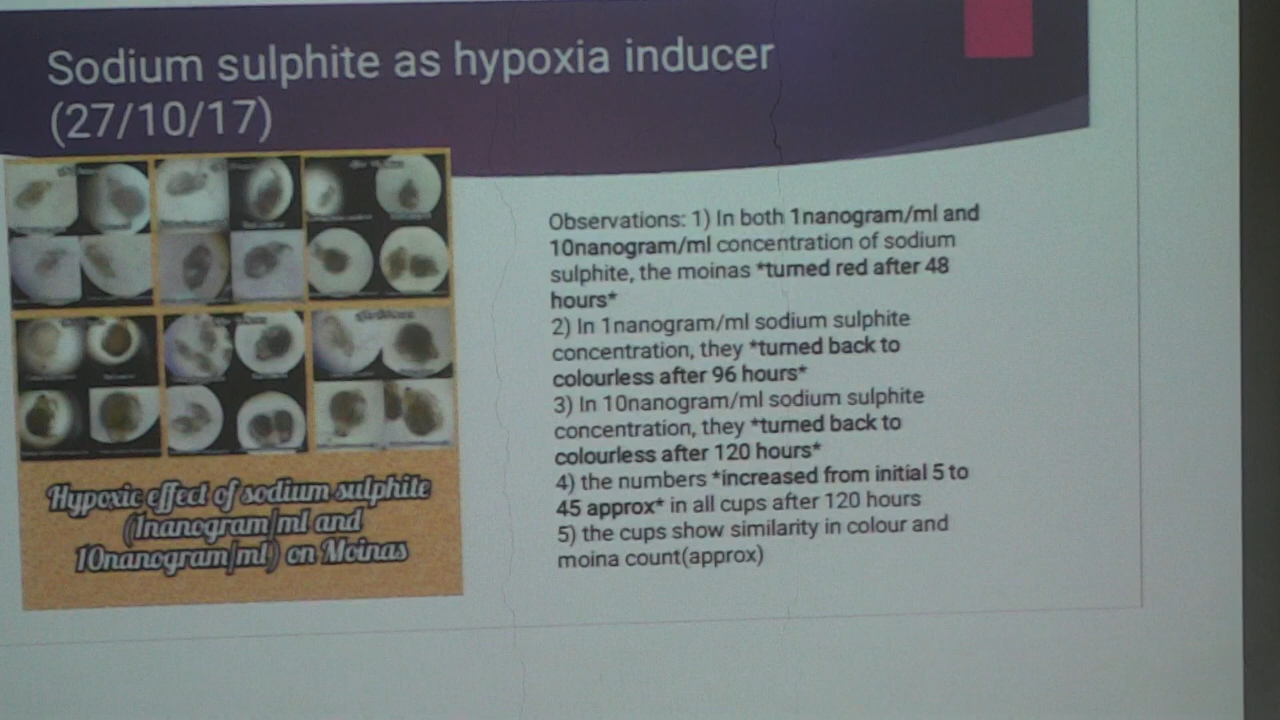 Sodium sulphite as hypoxia inducer
(27/10/17)
Observations: 1) In both 1nanogram/ml and
10nanogram/ml concentration of sodium
sulphite, the moinas *turned red after 48
hours*
2) In 1nanogram/ml sodium sulphite
concentration, they *turned back to
colourless after 96 hours*
3) In 10nanogram/ml sodium sulphite
concentration, they *turned back to
colourless after 120 hours*
4) the numbers *increased from initial 5 to
45 approx* in all cups after 120 hours
5) the cups show similarity in colour and
moina count(approx)
Hypoxic effect of sodium sulphite
(1nanogram/ml and
10nanogram/ml) on Moinas